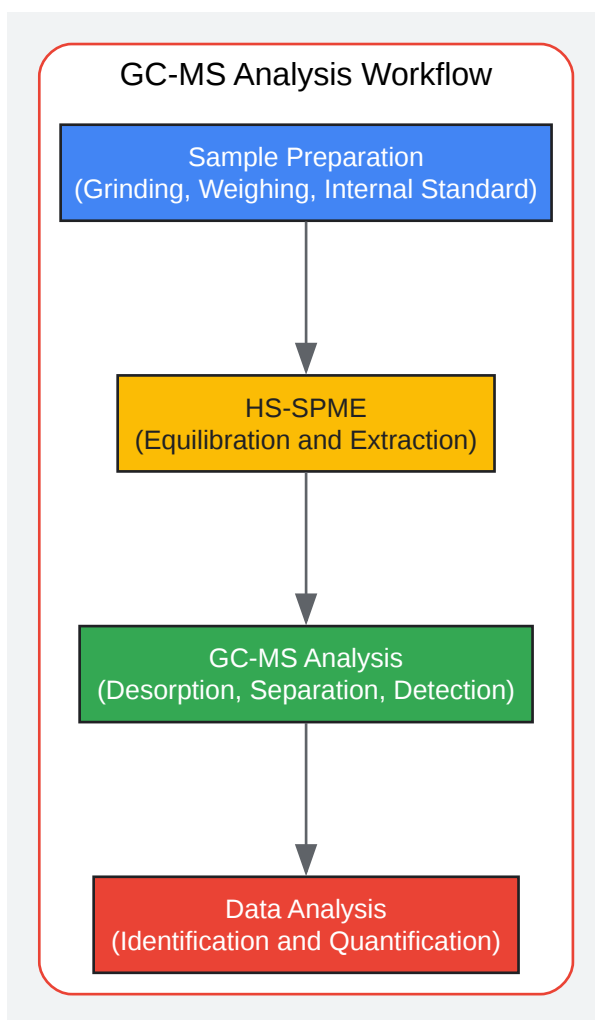 GC-MS Analysis Workflow
Sample Preparation
(Grinding, Weighing, Internal Standard)
HS-SPME
(Equilibration and Extraction)
GC-MS Analysis
(Desorption, Separation, Detection)
Data Analysis
(Identification and Quantification)